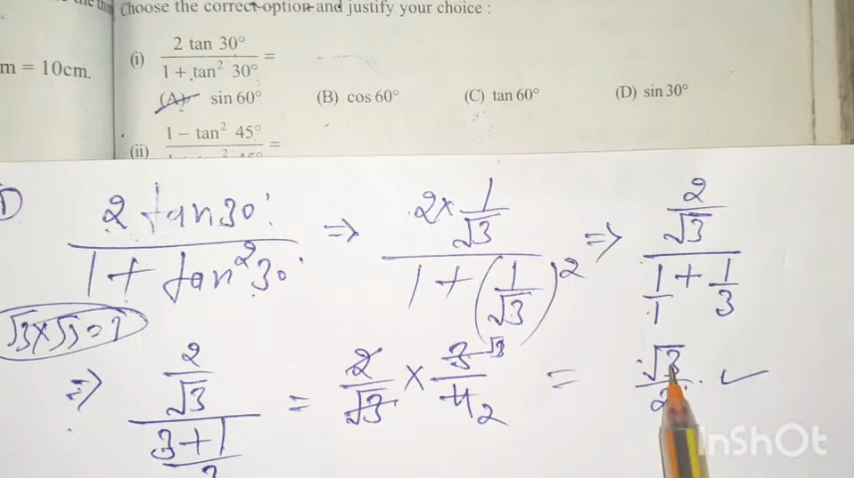 Choose the correct option and justify your choice :
m = 10cm.
(i) 2 tan 30° / 1 + tan² 30° =
(A) sin 60° (B) cos 60° (C) tan 60° (D) sin 30°
(ii) 1 − tan² 45° =
2 tan 30° / 1 + tan² 30° ⇒ 2 × 1/√3 / 1 + (1/√3)² ⇒ 2/√3 / 1/1 + 1/3
√3 × √3 = 3
⇒ 2/√3 / 3+1/3 = 2/√3 × 3 √3 / 4 2 = √3/2 ✓
InShOt